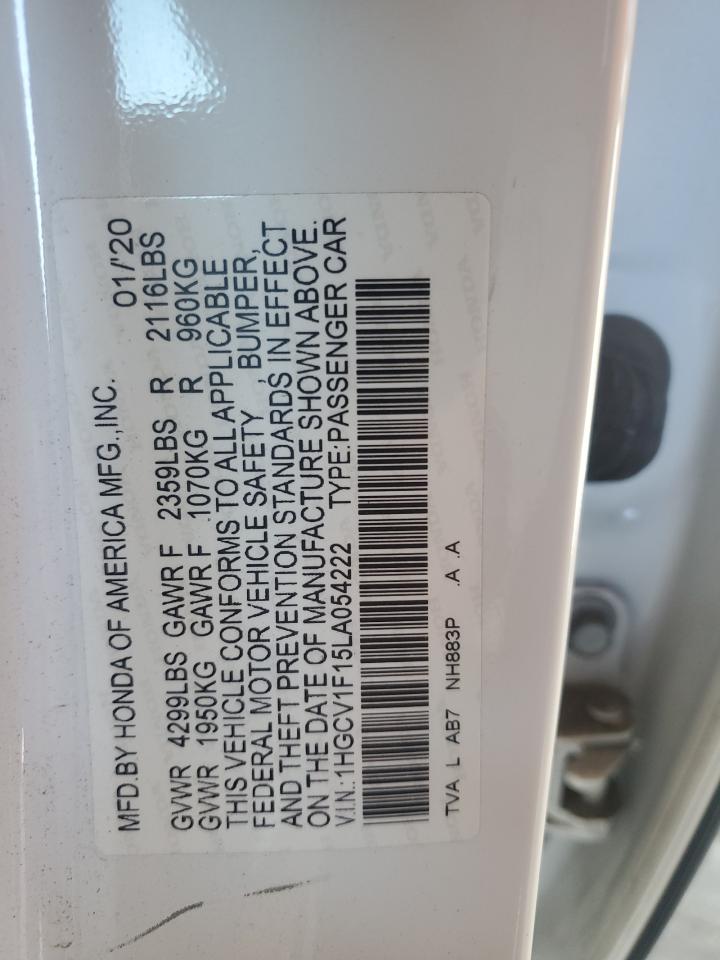 MFD.BY HONDA OF AMERICA MFG.,INC. 01/'20
GVWR 4299LBS GAWR F 2359LBS R 2116LBS
GVWR 1950KG GAWR F 1070KG R 960KG
THIS VEHICLE CONFORMS TO ALL APPLICABLE
FEDERAL MOTOR VEHICLE SAFETY, BUMPER,
AND THEFT PREVENTION STANDARDS IN EFFECT
ON THE DATE OF MANUFACTURE SHOWN ABOVE.
V.I.N.:1HGCV1F15LA054222 TYPE:PASSENGER CAR
TVA L AB7 NH883P .A .A